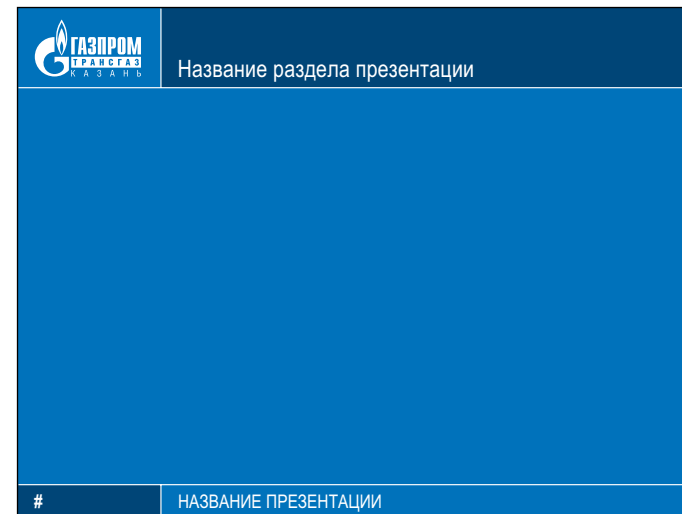 ГАЗПРОМ
ТРАНСГАЗ
КАЗАНЬ
Название раздела презентации
#
НАЗВАНИЕ ПРЕЗЕНТАЦИИ